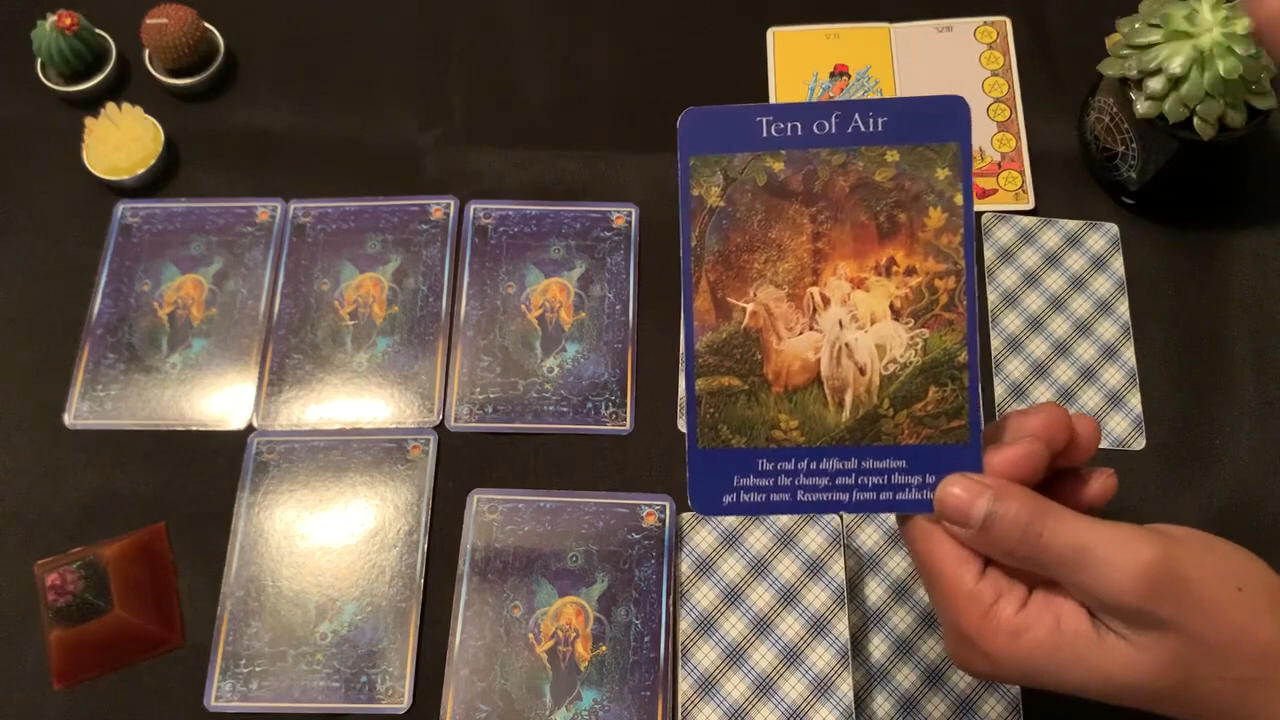 Ten of Air
The end of a difficult situation.
Embrace the change, and expect things to
get better now. Recovering from an